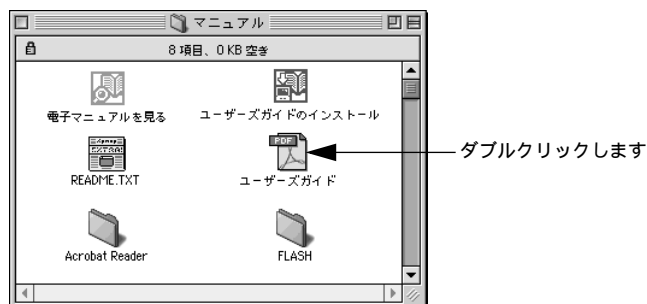 マニュアル
8 項目、0 KB 空き
電子マニュアルを見る
ユーザーズガイドのインストール
EXTRA!
README.TXT
PDF
ユーザーズガイド
ダブルクリックします
Acrobat Reader
FLASH